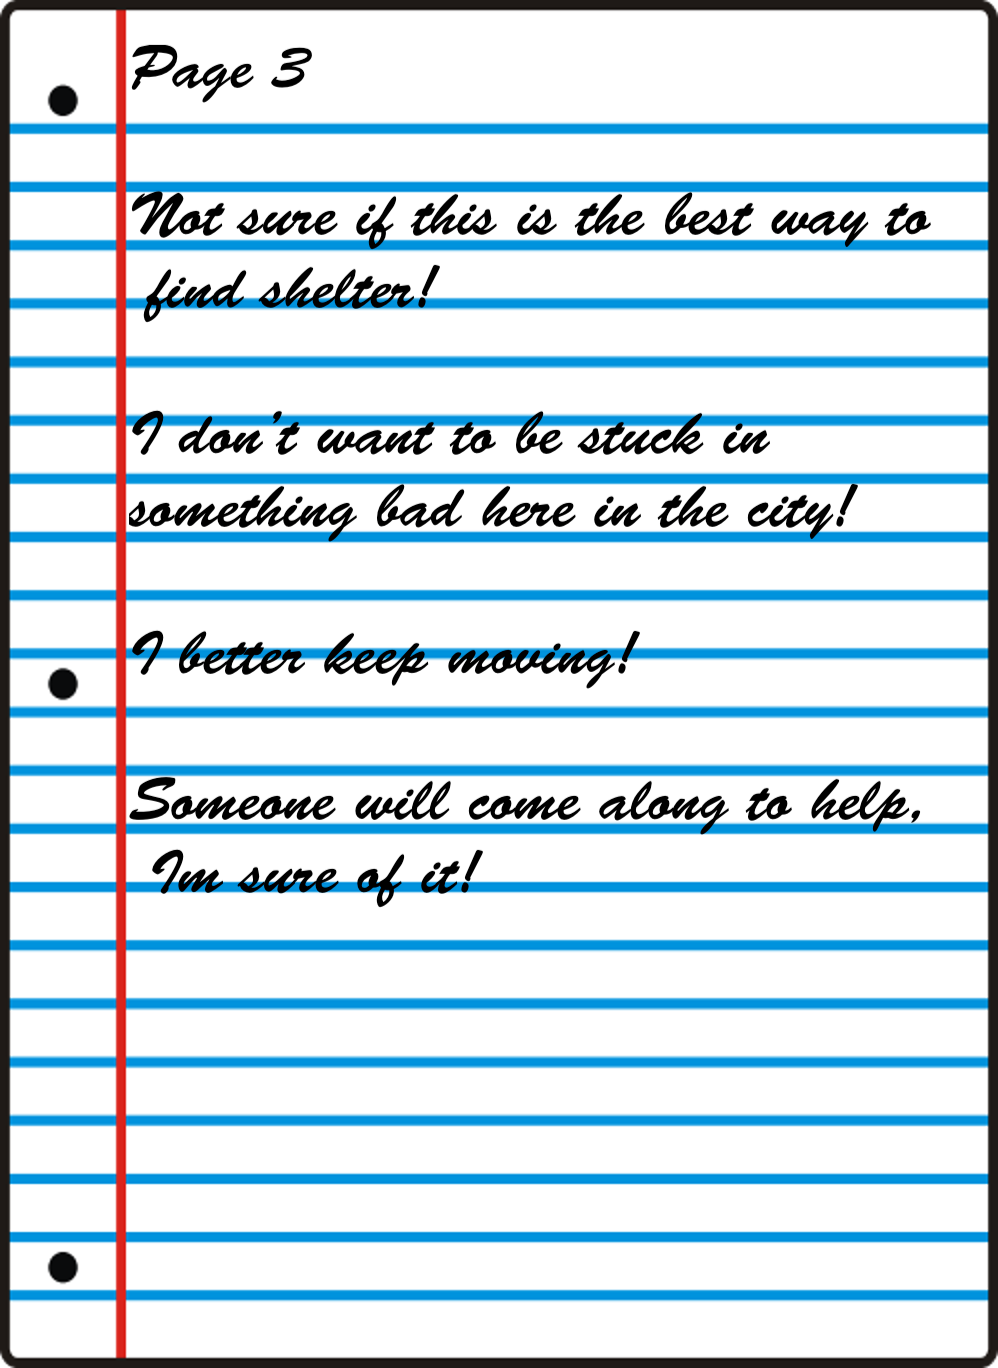 Page 3
Not sure if this is the best way to
find shelter!
I don't want to be stuck in
something bad here in the city!
I better keep moving!
Someone will come along to help,
Im sure of it!